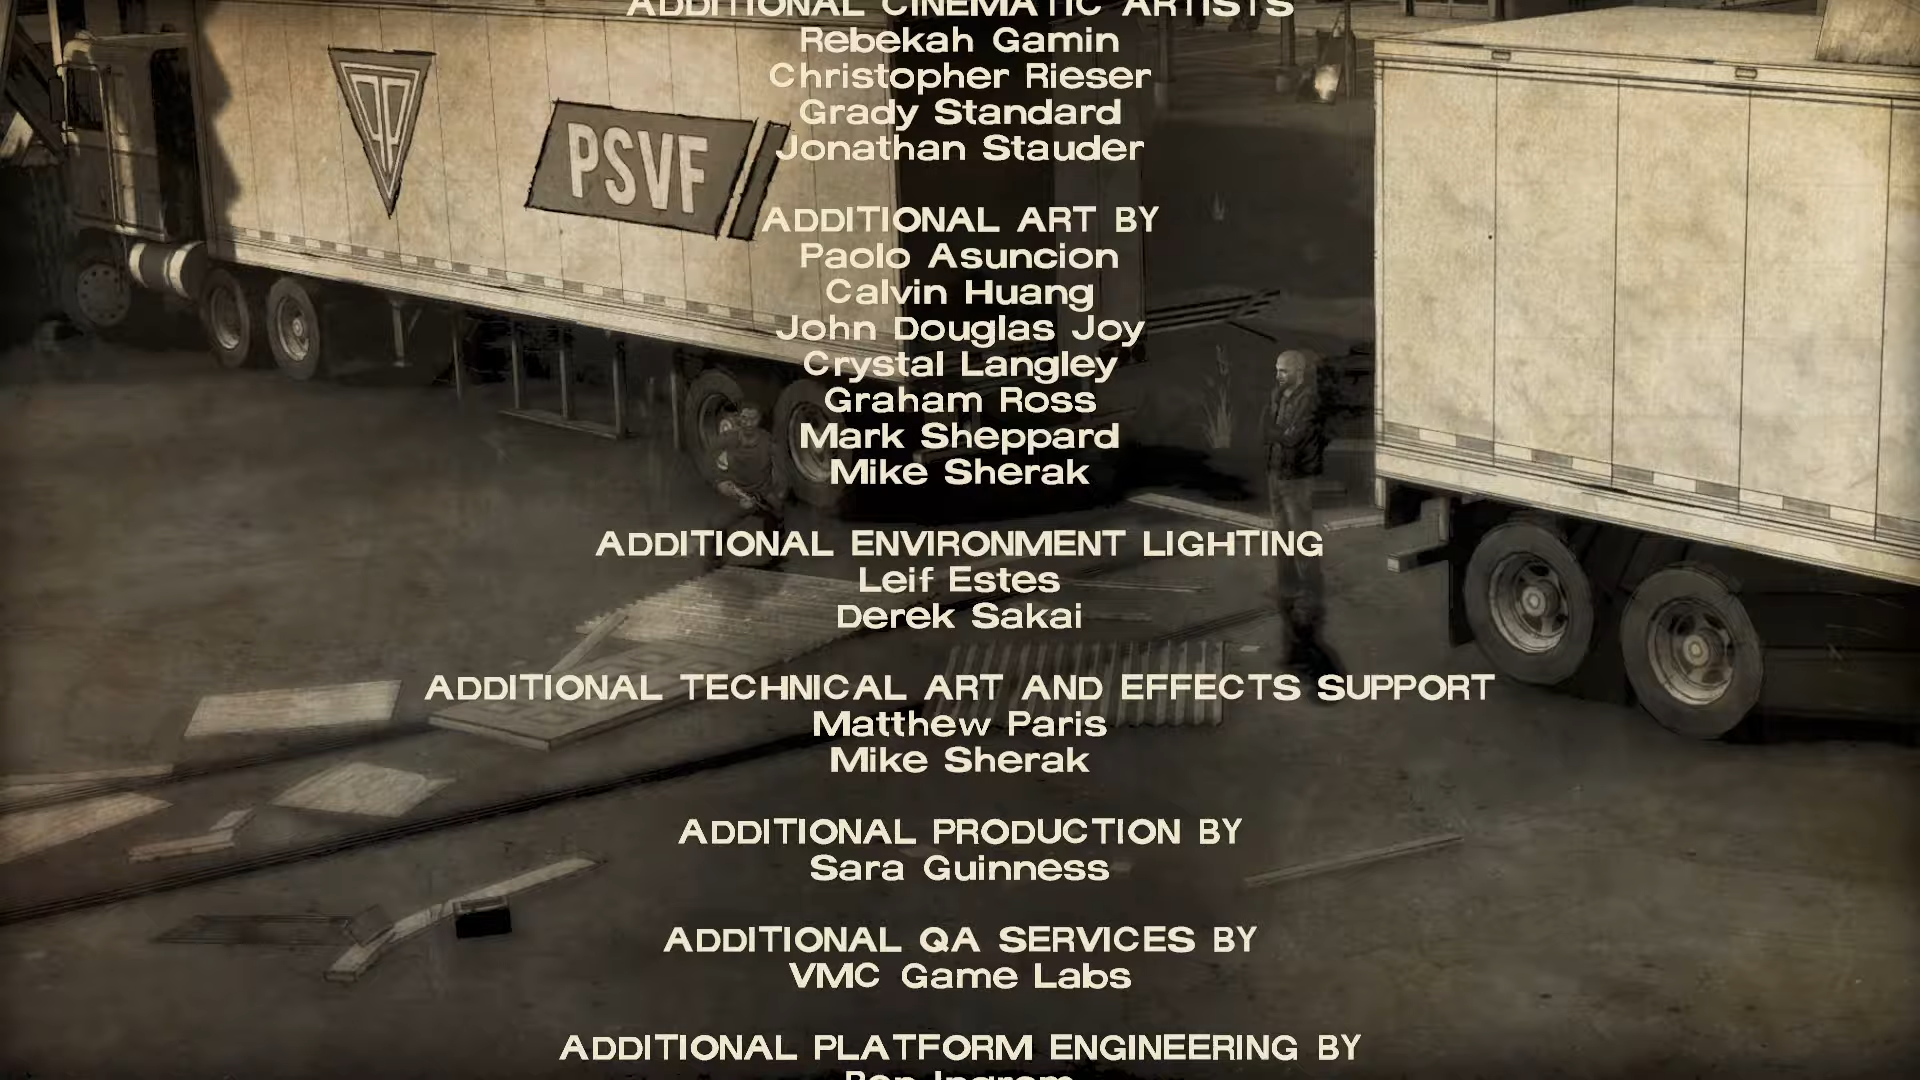 ADDITIONAL CINEMATIC ARTISTS
Rebekah Gamin
Christopher Rieser
Grady Standard
Jonathan Stauder
PSVF
ADDITIONAL ART BY
Paolo Asuncion
Calvin Huang
John Douglas Joy
Crystal Langley
Graham Ross
Mark Sheppard
Mike Sherak
ADDITIONAL ENVIRONMENT LIGHTING
Leif Estes
Derek Sakai
ADDITIONAL TECHNICAL ART AND EFFECTS SUPPORT
Matthew Paris
Mike Sherak
ADDITIONAL PRODUCTION BY
Sara Guinness
ADDITIONAL QA SERVICES BY
VMC Game Labs
ADDITIONAL PLATFORM ENGINEERING BY